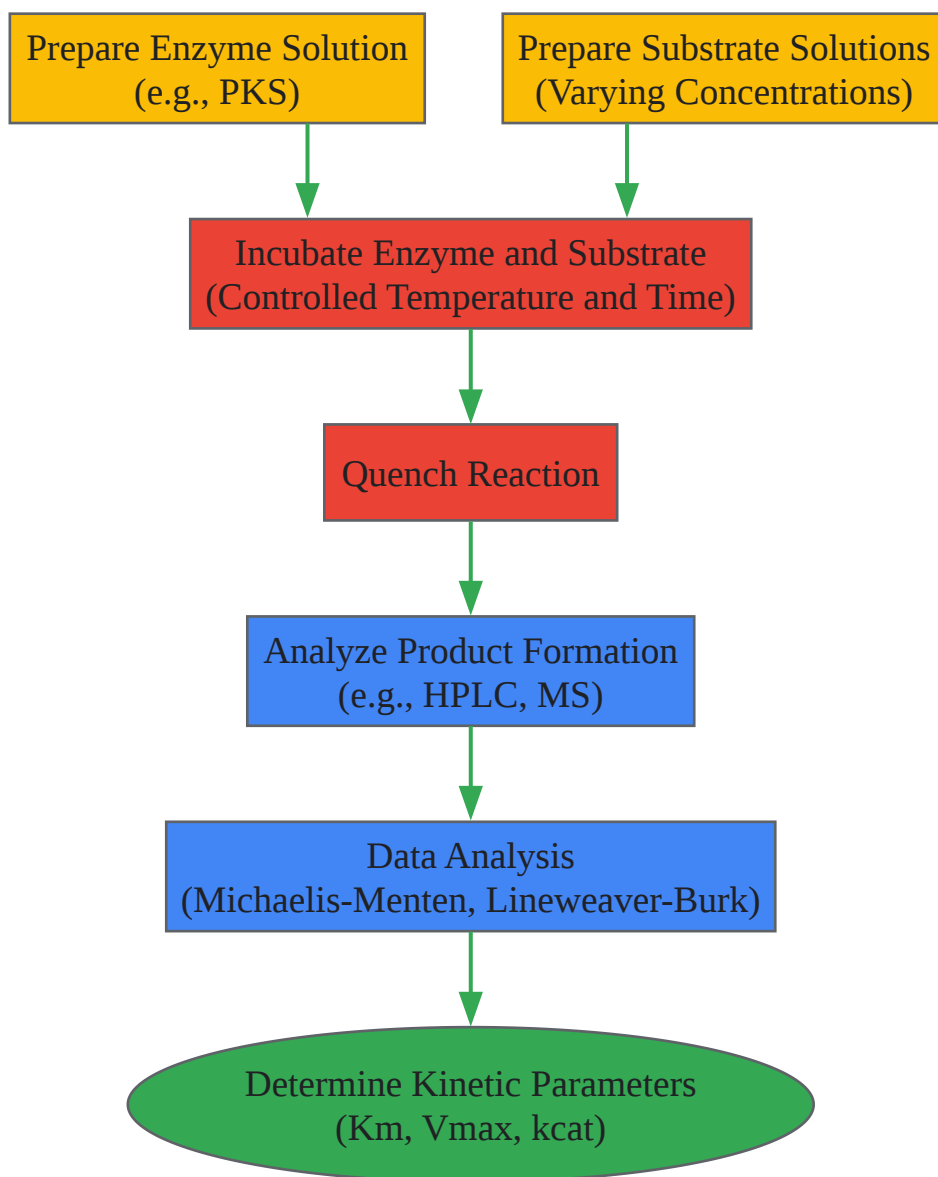 Prepare Enzyme Solution
(e.g., PKS)
Prepare Substrate Solutions
(Varying Concentrations)
Incubate Enzyme and Substrate
(Controlled Temperature and Time)
Quench Reaction
Analyze Product Formation
(e.g., HPLC, MS)
Data Analysis
(Michaelis-Menten, Lineweaver-Burk)
Determine Kinetic Parameters
(Km, Vmax, kcat)